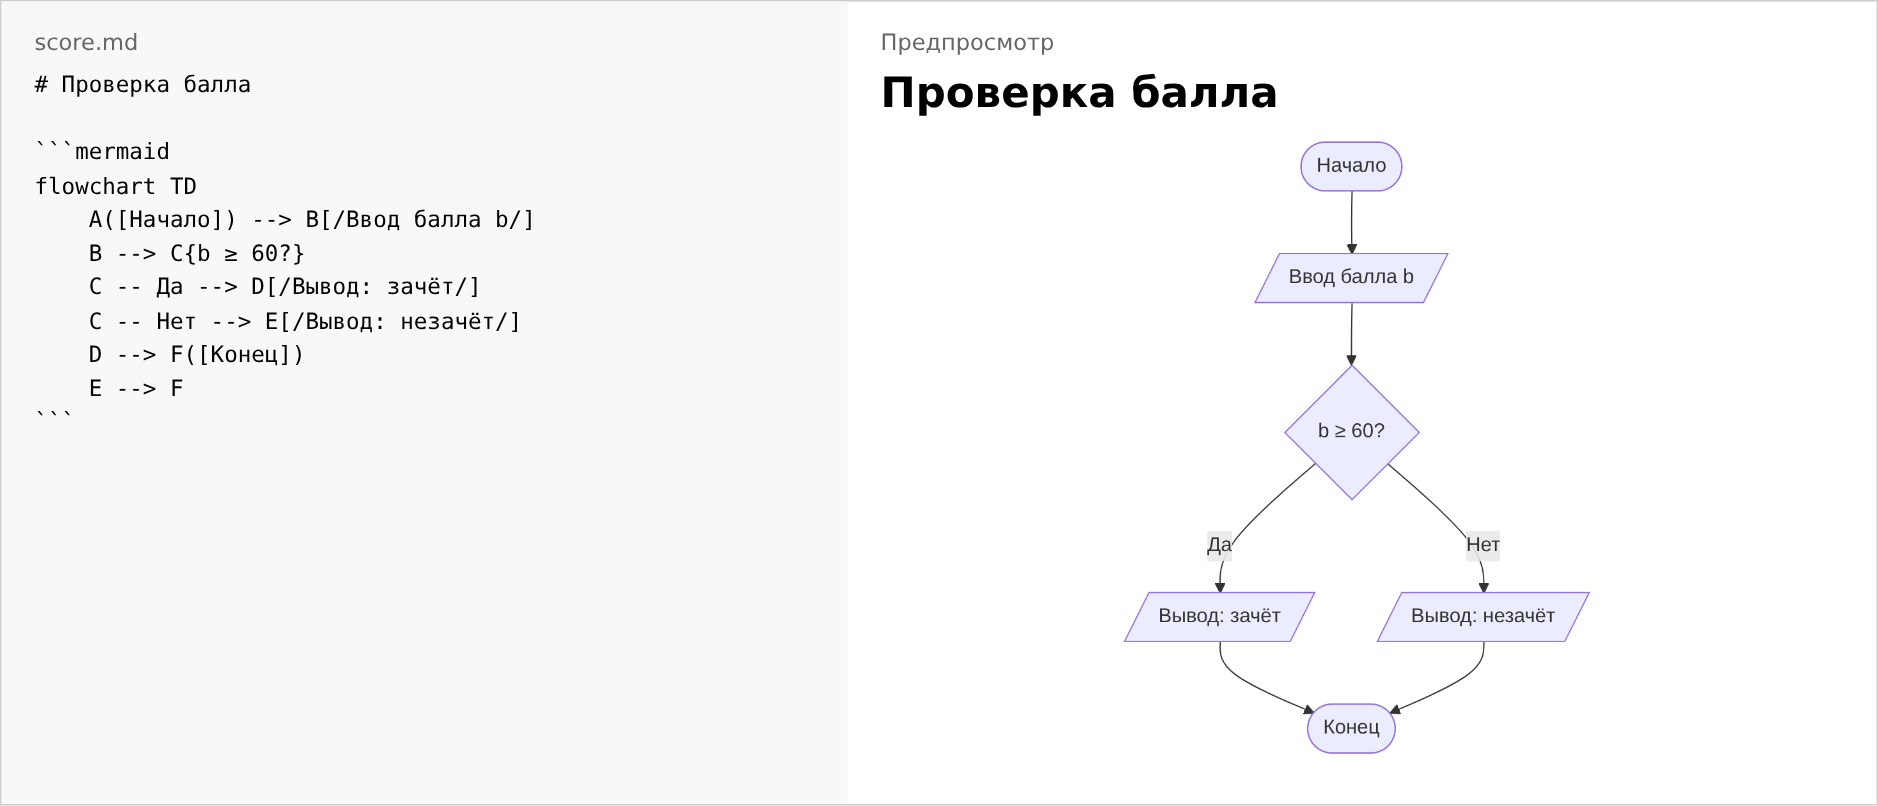 score.md
# Проверка балла
```mermaid
flowchart TD
    A([Начало]) --> B[/Ввод балла b/]
    B --> C{b ≥ 60?}
    C -- Да --> D[/Вывод: зачёт/]
    C -- Нет --> E[/Вывод: незачёт/]
    D --> F([Конец])
    E --> F
```
Предпросмотр
Проверка балла
Начало
Ввод балла b
b ≥ 60?
Да
Нет
Вывод: зачёт
Вывод: незачёт
Конец